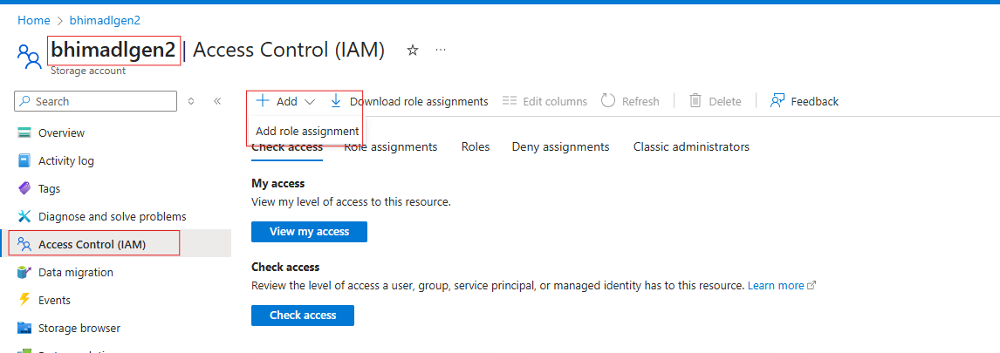 Home > bhimadlgen2
bhimadlgen2 | Access Control (IAM) ☆ ···
Storage account
Search
+ Add Download role assignments Edit columns Refresh Delete Feedback
Add role assignment
Check access Role assignments Roles Deny assignments Classic administrators
Overview
Activity log
Tags
Diagnose and solve problems
Access Control (IAM)
Data migration
Events
Storage browser
My access
View my level of access to this resource.
View my access
Check access
Review the level of access a user, group, service principal, or managed identity has to this resource. Learn more
Check access